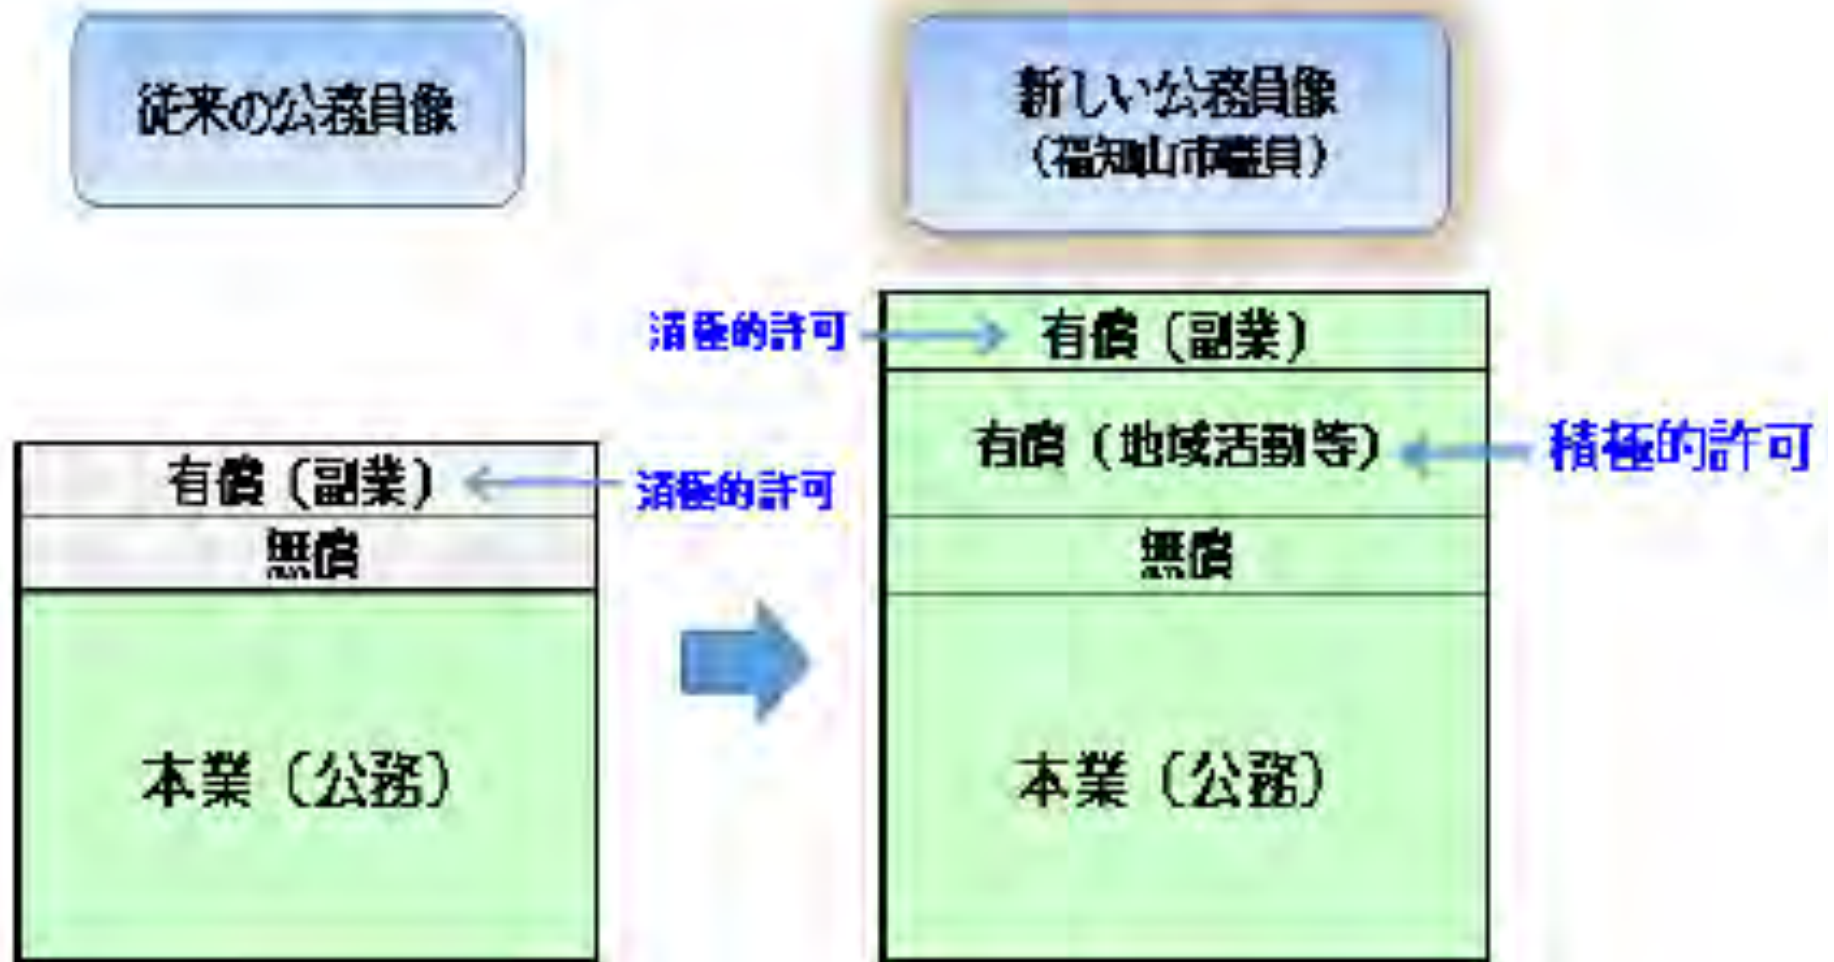 従来の公務員像
新しい公務員像
（福知山市職員）
消極的許可
有償（副業）
有償（地域活動等）
積極的許可
有償（副業）
消極的許可
無償
無償
本業（公務）
本業（公務）